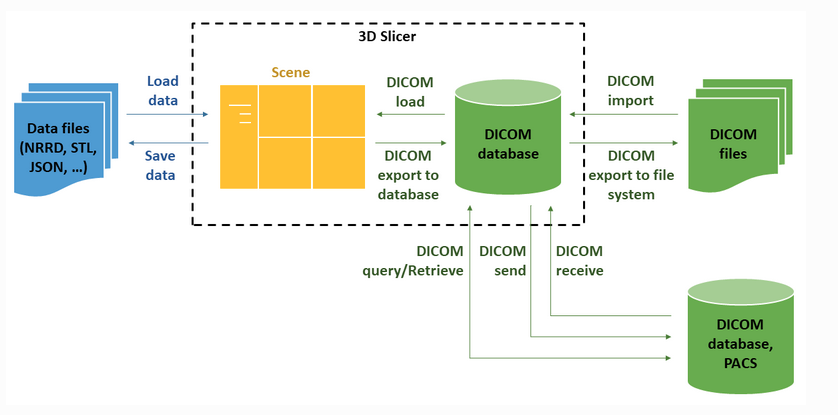 3D Slicer
Scene
Load
data
Save
data
Data files
(NRRD, STL,
JSON, ...)
DICOM
load
DICOM
export to
database
DICOM
database
DICOM
import
DICOM
export to file
system
DICOM
files
DICOM
query/Retrieve
DICOM
send
DICOM
receive
DICOM
database,
PACS